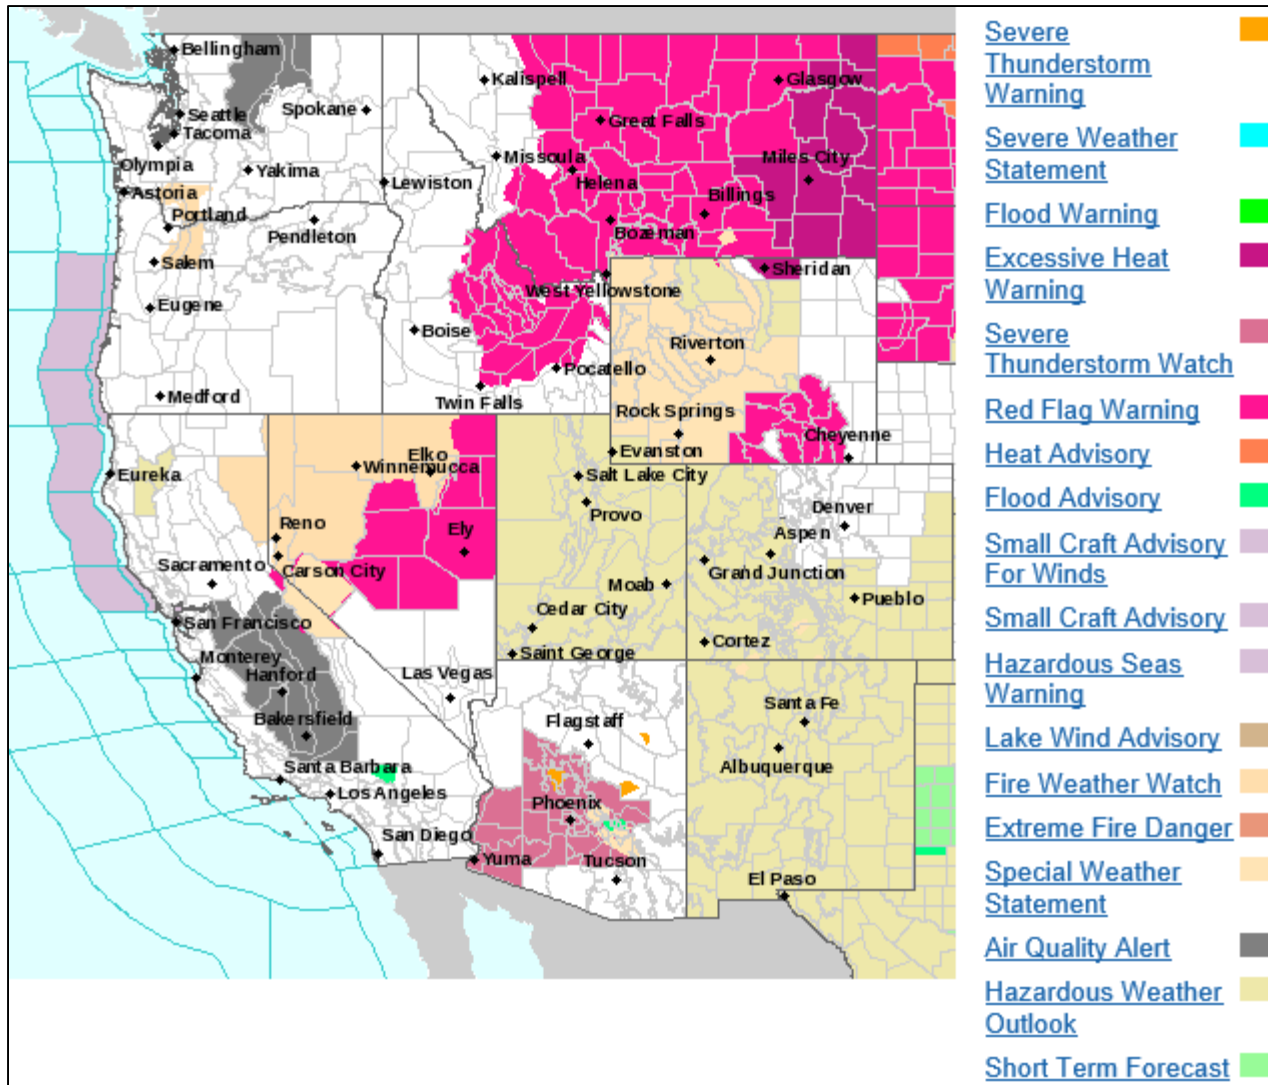 Bellingham
Seattle
Tacoma
Spokane
Olympia
Yakima
Astoria
Lewiston
Portland
Pendleton
Salem
Eugene
Medford
Boise
Kalispell
Great Falls
Glasgow
Missoula
Helena
Miles City
Billings
Bozeman
Sheridan
West Yellowstone
Riverton
Pocatello
Twin Falls
Rock Springs
Cheyenne
Evanston
Eureka
Elko
Winnemucca
Salt Lake City
Provo
Reno
Ely
Denver
Aspen
Sacramento
Carson City
Grand Junction
Moab
Pueblo
Cedar City
San Francisco
Cortez
Saint George
Monterey
Hanford
Las Vegas
Bakersfield
Flagstaff
Santa Fe
Albuquerque
Santa Barbara
Los Angeles
Phoenix
San Diego
Yuma
Tucson
El Paso
Severe
Thunderstorm
Warning
Severe Weather
Statement
Flood Warning
Excessive Heat
Warning
Severe
Thunderstorm Watch
Red Flag Warning
Heat Advisory
Flood Advisory
Small Craft Advisory
For Winds
Small Craft Advisory
Hazardous Seas
Warning
Lake Wind Advisory
Fire Weather Watch
Extreme Fire Danger
Special Weather
Statement
Air Quality Alert
Hazardous Weather
Outlook
Short Term Forecast